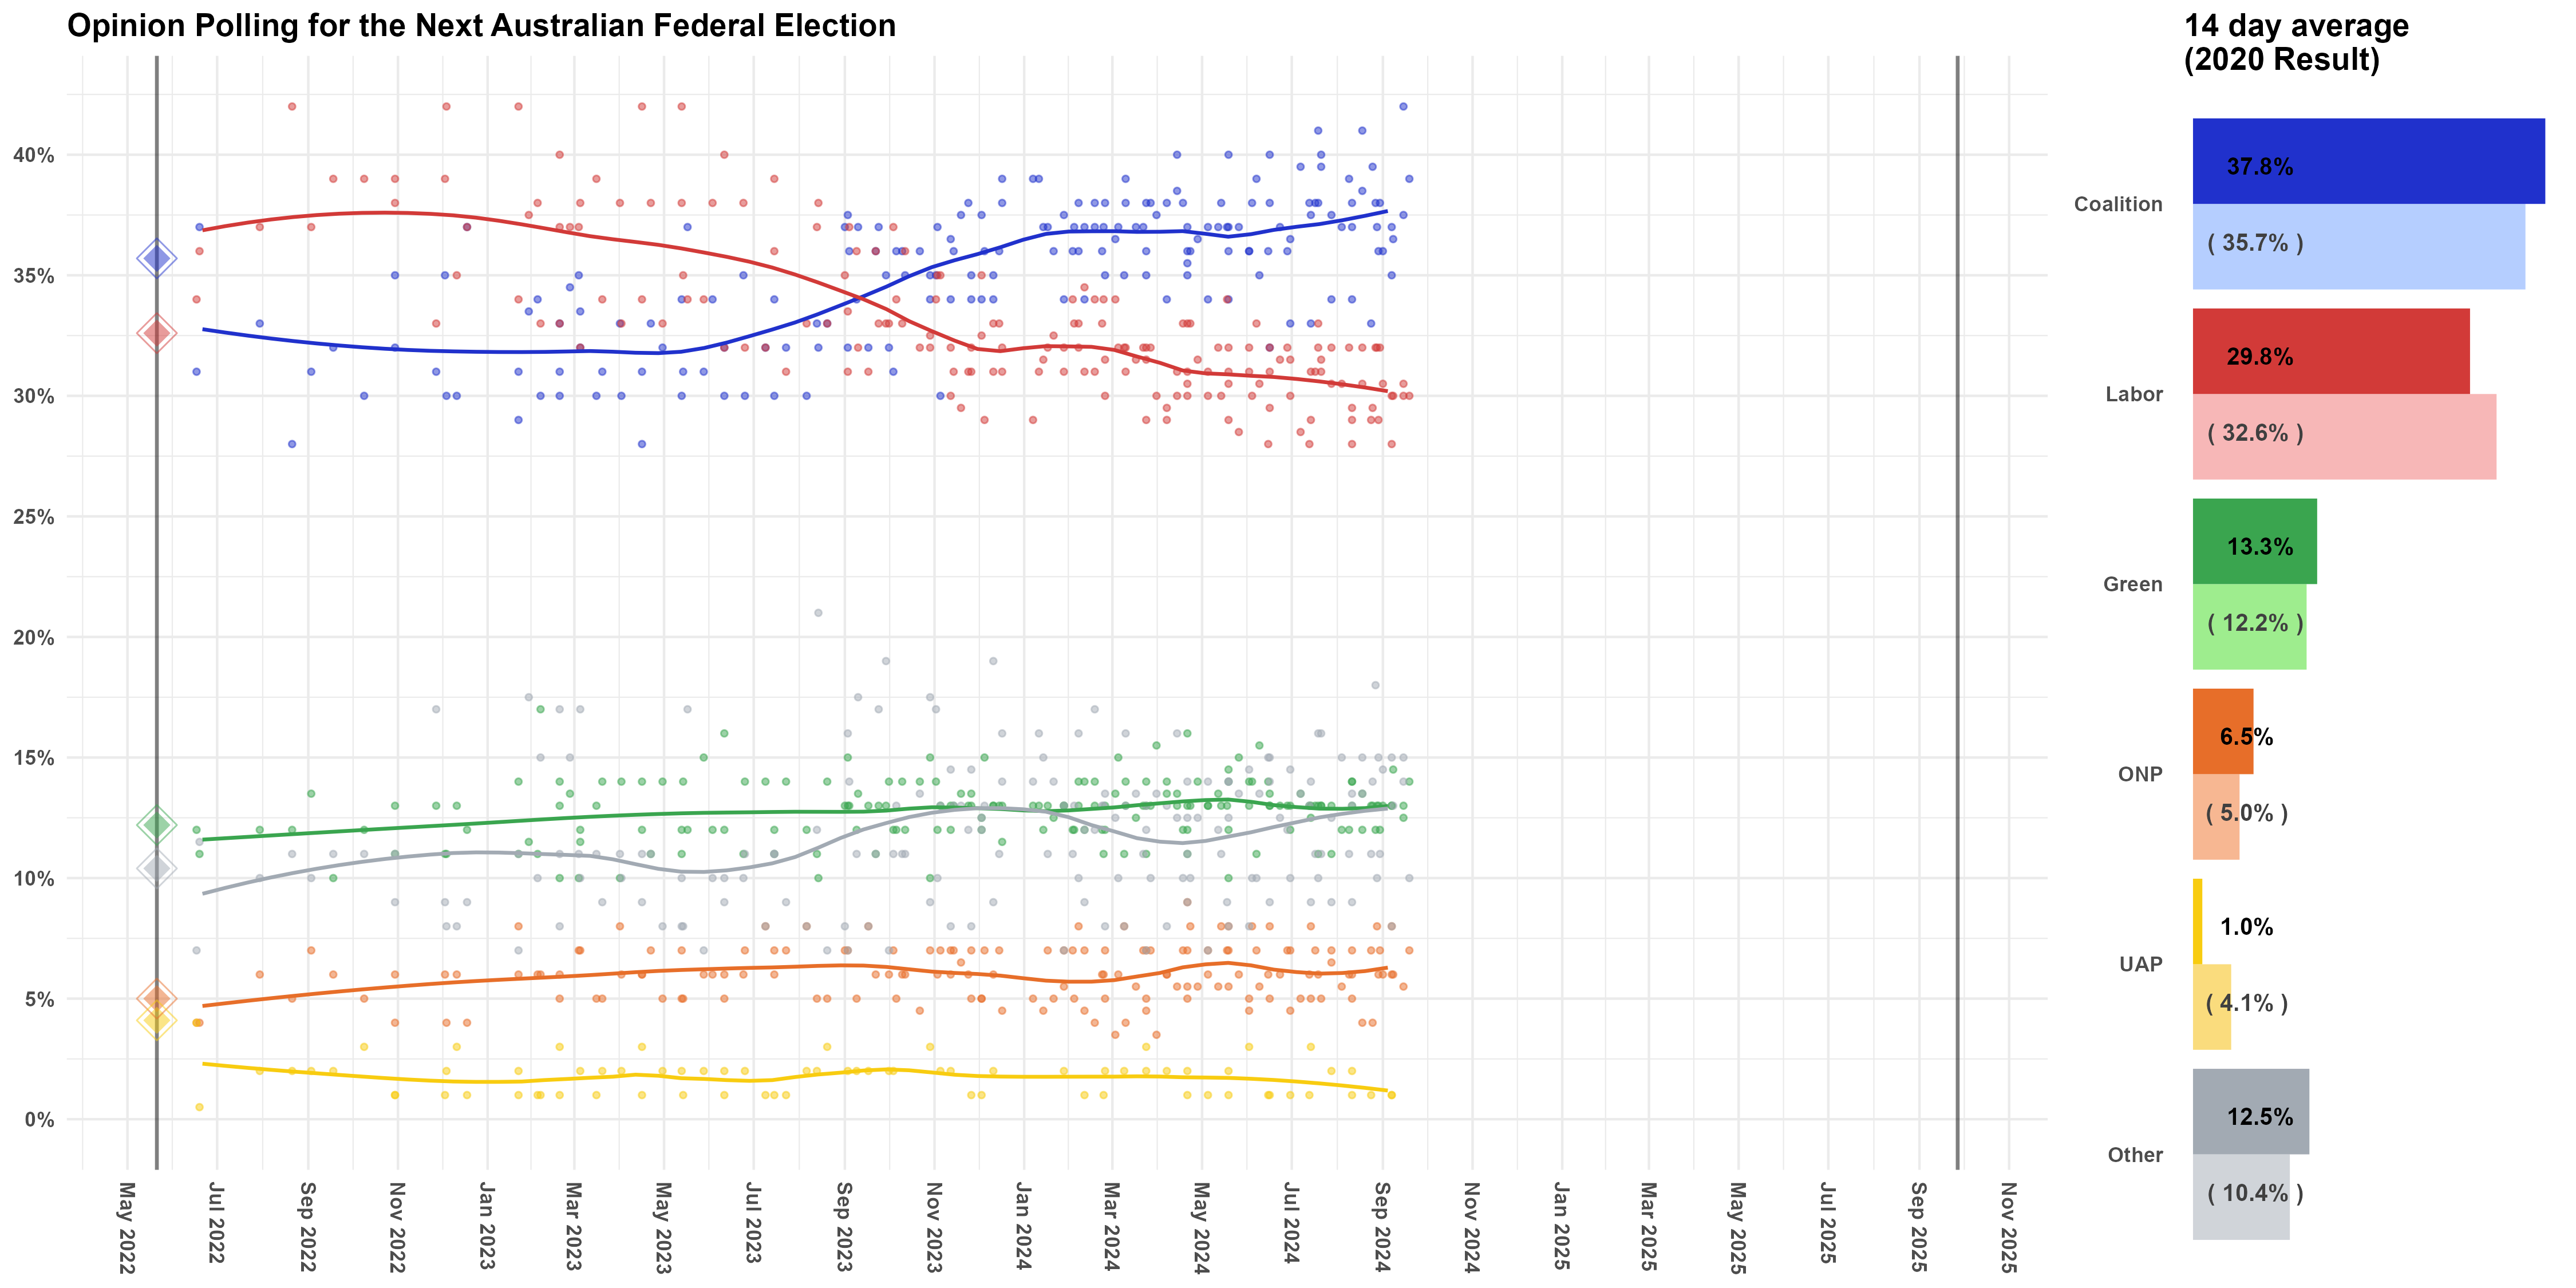 Opinion Polling for the Next Australian Federal Election
14 day average
(2020 Result)
40%
35%
30%
25%
20%
15%
10%
5%
0%
May 2022
Jul 2022
Sep 2022
Nov 2022
Jan 2023
Mar 2023
May 2023
Jul 2023
Sep 2023
Nov 2023
Jan 2024
Mar 2024
May 2024
Jul 2024
Sep 2024
Nov 2024
Jan 2025
Mar 2025
May 2025
Jul 2025
Sep 2025
Nov 2025
Coalition
37.8%
( 35.7% )
Labor
29.8%
( 32.6% )
Green
13.3%
( 12.2% )
ONP
6.5%
( 5.0% )
UAP
1.0%
( 4.1% )
Other
12.5%
( 10.4% )